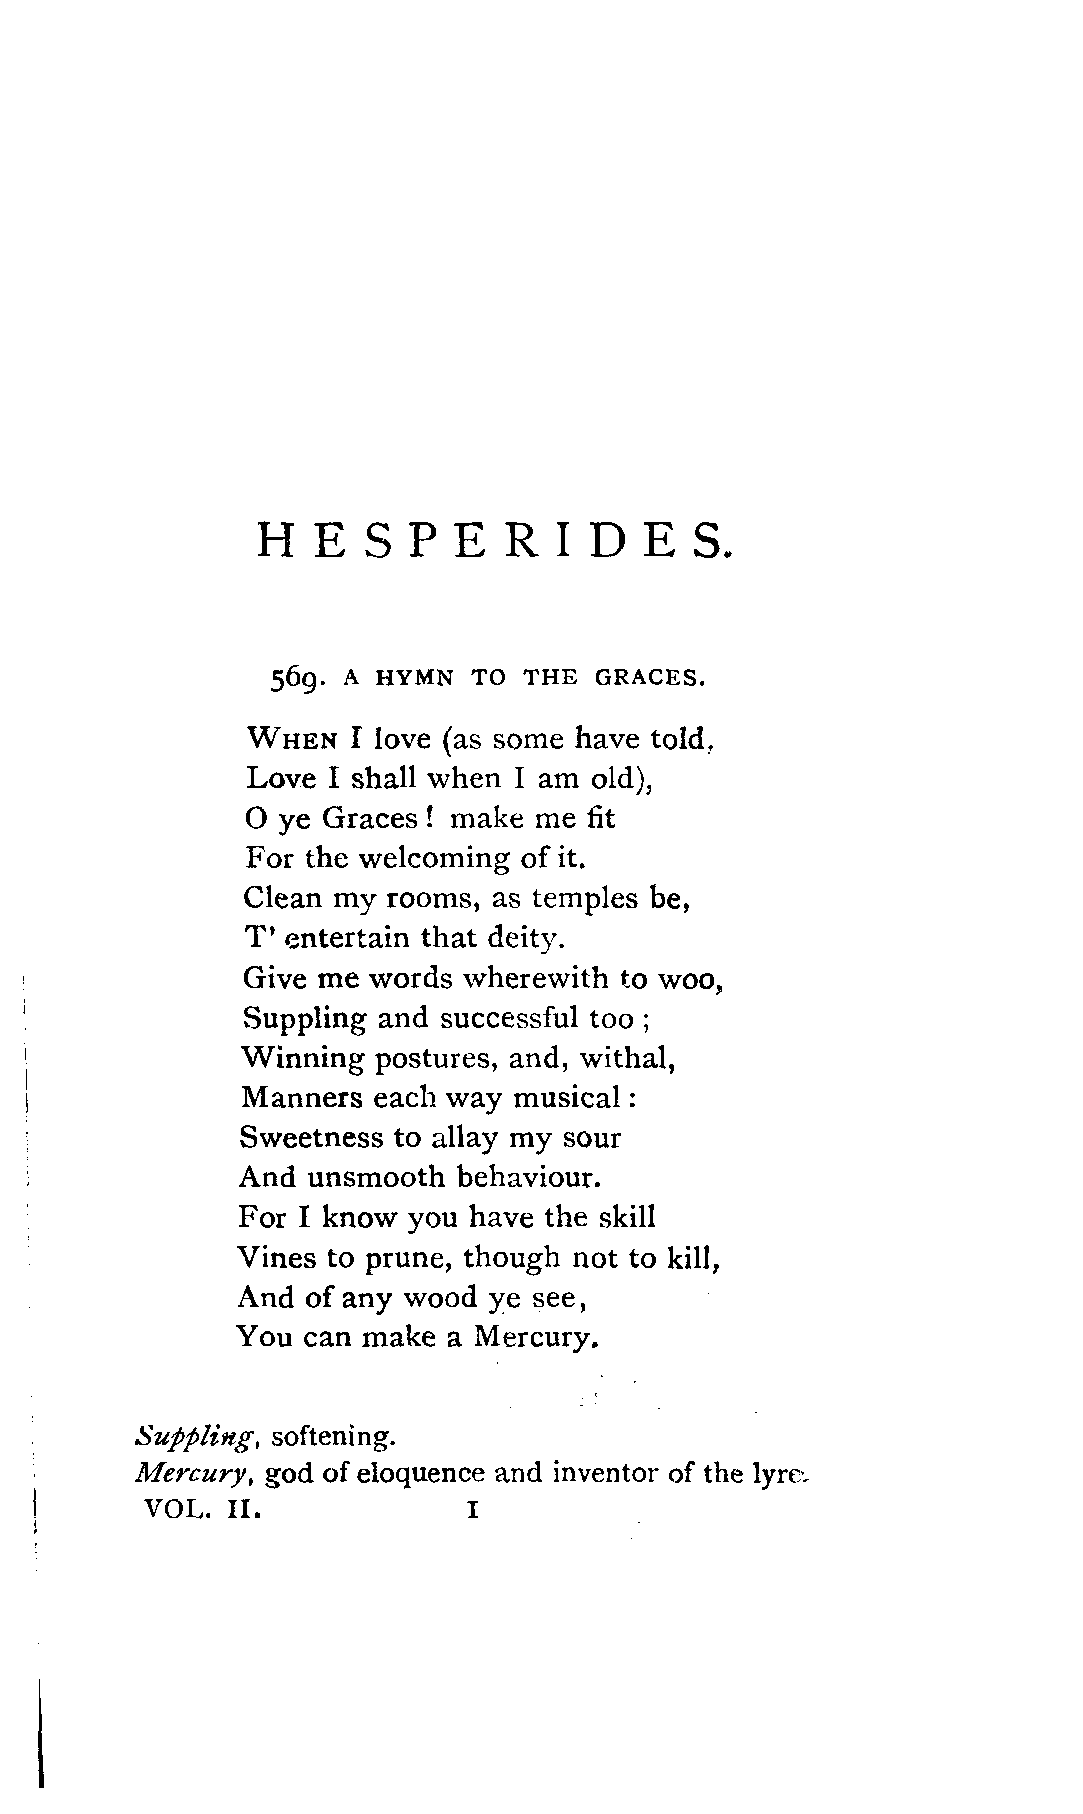 HESPERIDES.
569. A HYMN TO THE GRACES.
WHEN I love (as some have told,
Love I shall when I am old),
O ye Graces! make me fit
For the welcoming of it.
Clean my rooms, as temples be,
T' entertain that deity.
Give me words wherewith to woo,
Suppling and successful too;
Winning postures, and, withal,
Manners each way musical:
Sweetness to allay my sour
And unsmooth behaviour.
For I know you have the skill
Vines to prune, though not to kill,
And of any wood ye see,
You can make a Mercury.
Suppling, softening.
Mercury, god of eloquence and inventor of the lyre.
VOL. II. I